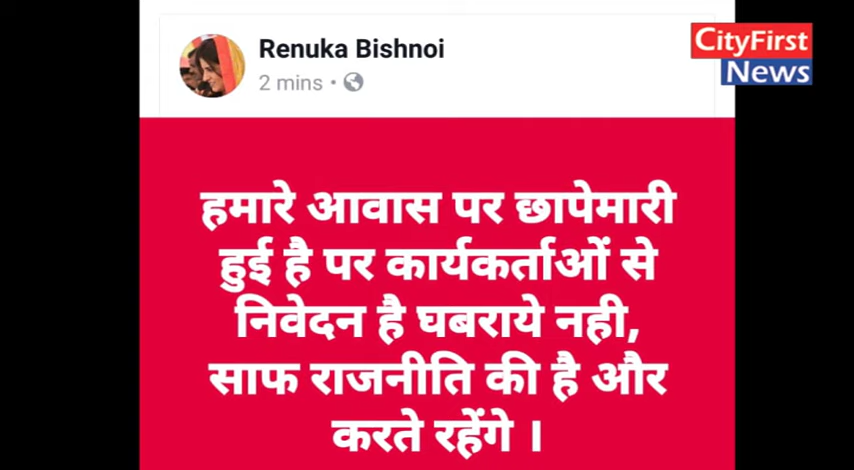 Renuka Bishnoi
2 mins •
CityFirst
News
हमारे आवास पर छापेमारी
हुई है पर कार्यकर्ताओं से
निवेदन है घबराये नही,
साफ राजनीति की है और
करते रहेंगे ।